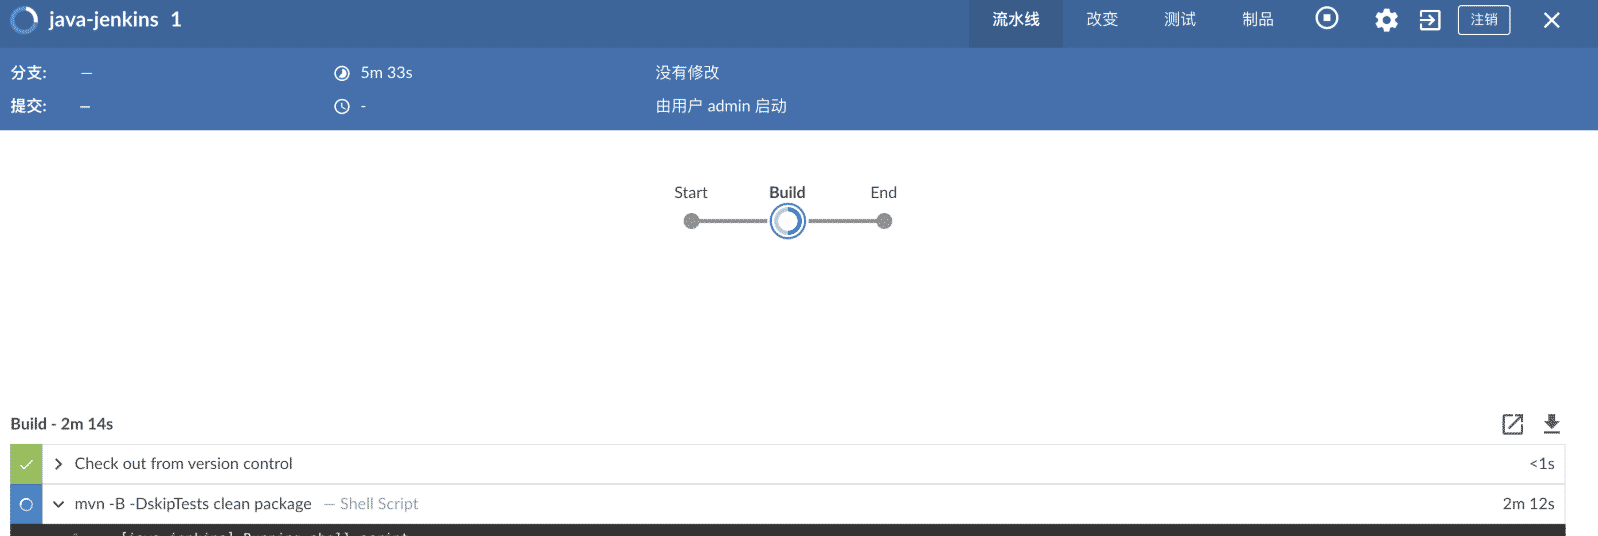 java-jenkins 1
流水线 改变 测试 制品 注销
分支: — 5m 33s 没有修改
提交: — - 由用户 admin 启动
Start Build End
Build - 2m 14s
Check out from version control <1s
mvn -B -DskipTests clean package — Shell Script 2m 12s